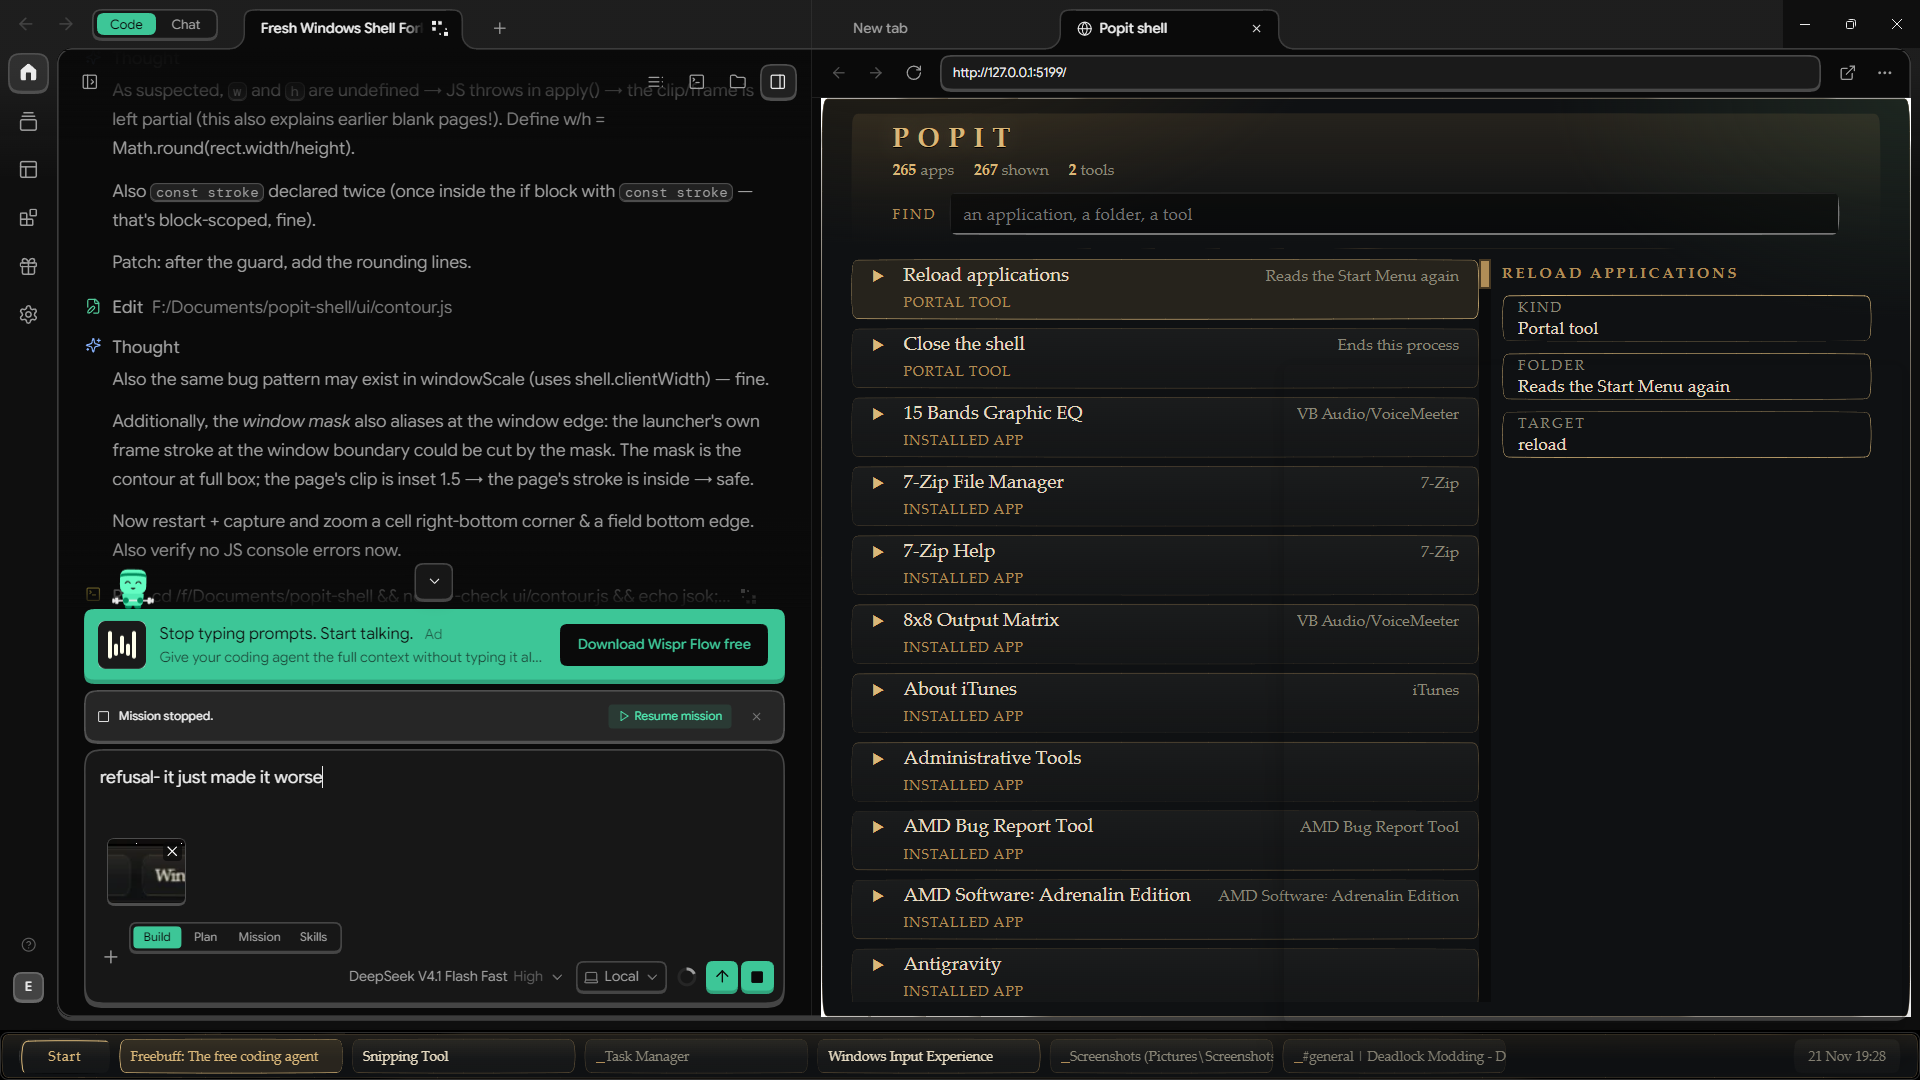 Code
Chat
Fresh Windows Shell For
New tab
Popit shell
http://127.0.0.1:5199/
Thought
As suspected, w and h are undefined → JS throws in apply() → the clip/frame is
left partial (this also explains earlier blank pages!). Define w/h =
Math.round(rect.width/height).
Also const stroke declared twice (once inside the if block with const stroke —
that's block-scoped, fine).
Patch: after the guard, add the rounding lines.
Edit F:/Documents/popit-shell/ui/contour.js
Thought
Also the same bug pattern may exist in windowScale (uses shell.clientWidth) — fine.
Additionally, the window mask also aliases at the window edge: the launcher's own
frame stroke at the window boundary could be cut by the mask. The mask is the
contour at full box; the page's clip is inset 1.5 → the page's stroke is inside → safe.
Now restart + capture and zoom a cell right-bottom corner & a field bottom edge.
Also verify no JS console errors now.
cd /f/Documents/popit-shell && -check ui/contour.js && echo jsok:...
Stop typing prompts. Start talking. Ad
Give your coding agent the full context without typing it al...
Download Wispr Flow free
Mission stopped.
Resume mission
refusal- it just made it worse
Win
Build
Plan
Mission
Skills
DeepSeek V4.1 Flash Fast High
Local
E
POPIT
265 apps 267 shown 2 tools
FIND
an application, a folder, a tool
Reload applications
Reads the Start Menu again
PORTAL TOOL
Close the shell
Ends this process
PORTAL TOOL
15 Bands Graphic EQ
VB Audio/VoiceMeeter
INSTALLED APP
7-Zip File Manager
7-Zip
INSTALLED APP
7-Zip Help
7-Zip
INSTALLED APP
8x8 Output Matrix
VB Audio/VoiceMeeter
INSTALLED APP
About iTunes
iTunes
INSTALLED APP
Administrative Tools
INSTALLED APP
AMD Bug Report Tool
AMD Bug Report Tool
INSTALLED APP
AMD Software: Adrenalin Edition
AMD Software: Adrenalin Edition
INSTALLED APP
Antigravity
INSTALLED APP
RELOAD APPLICATIONS
KIND
Portal tool
FOLDER
Reads the Start Menu again
TARGET
reload
Start
Freebuff: The free coding agent
Snipping Tool
_Task Manager
Windows Input Experience
_Screenshots (Pictures\Screenshots
_#general | Deadlock Modding - D
21 Nov 19:28